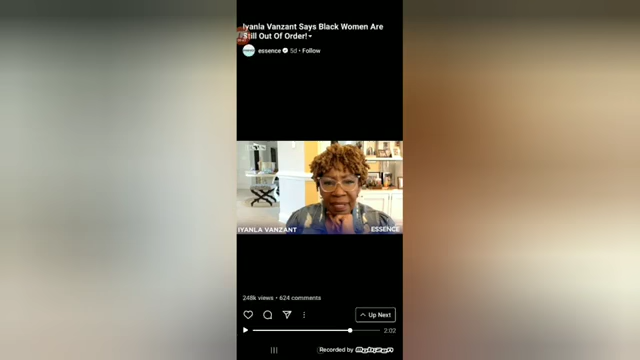 Iyanla Vanzant Says Black Women Are
Still Out Of Order!
essence 5d • Follow
IYANLA VANZANT
ESSENCE
248k views • 624 comments
Up Next
2:02
Recorded by